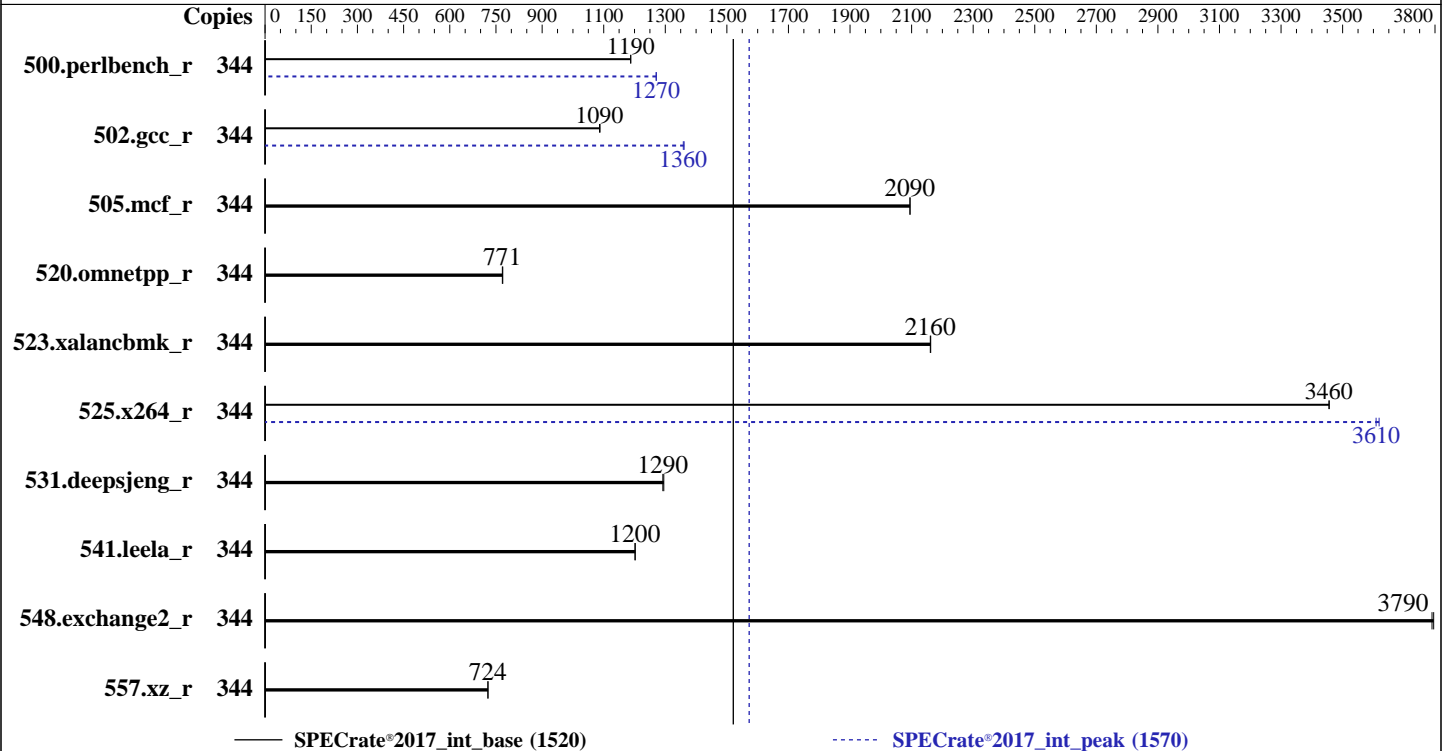 Copies 0 150 300 450 600 750 900 1100 1300 1500 1700 1900 2100 2300 2500 2700 2900 3100 3300 3500 3800
1190
500.perlbench_r 344
1270
1090
502.gcc_r 344
1360
2090
505.mcf_r 344
771
520.omnetpp_r 344
2160
523.xalancbmk_r 344
3460
525.x264_r 344
3610
1290
531.deepsjeng_r 344
1200
541.leela_r 344
3790
548.exchange2_r 344
724
557.xz_r 344
SPECrate®2017_int_base (1520) SPECrate®2017_int_peak (1570)